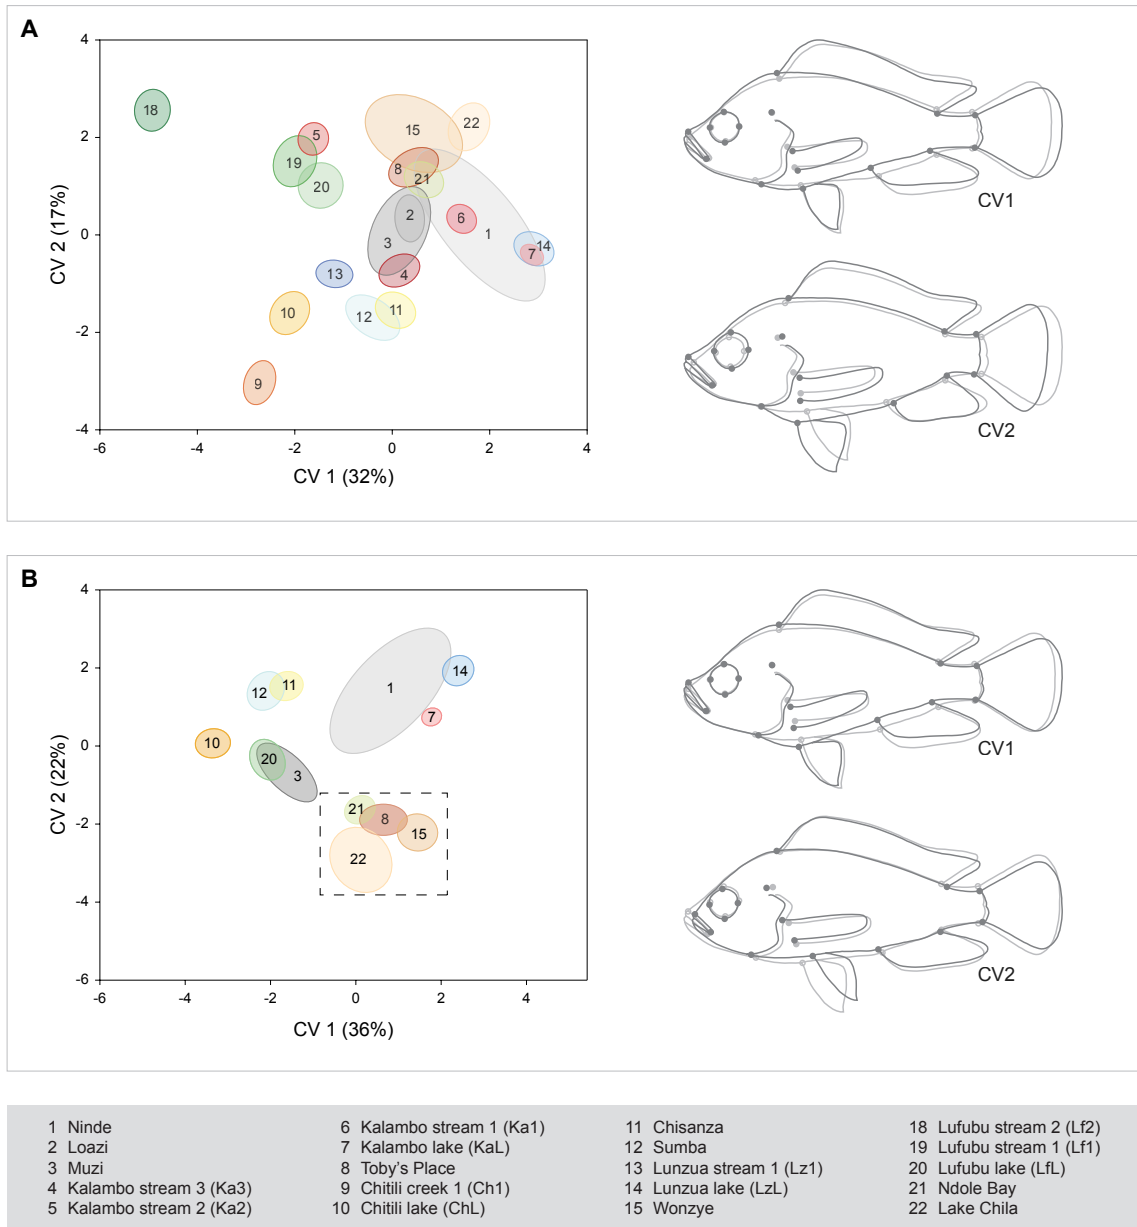 A
4
2
0
-2
-4
-6
-4
-2
0
2
4
CV 2 (17%)
CV 1 (32%)
18
5
19
20
15
22
8
21
2
3
6
1
14
7
4
13
12
11
10
9
CV1
CV2
B
4
2
0
-2
-4
-6
-6
-4
-2
0
2
4
CV 2 (22%)
CV 1 (36%)
1
14
7
12
11
10
20
3
21
8
15
22
CV1
CV2
1 Ninde
2 Loazi
3 Muzi
4 Kalambo stream 3 (Ka3)
5 Kalambo stream 2 (Ka2)
6 Kalambo stream 1 (Ka1)
7 Kalambo lake (KaL)
8 Toby's Place
9 Chitili creek 1 (Ch1)
10 Chitili lake (ChL)
11 Chisanza
12 Sumba
13 Lunzua stream 1 (Lz1)
14 Lunzua lake (LzL)
15 Wonzye
18 Lufubu stream 2 (Lf2)
19 Lufubu stream 1 (Lf1)
20 Lufubu lake (LfL)
21 Ndole Bay
22 Lake Chila